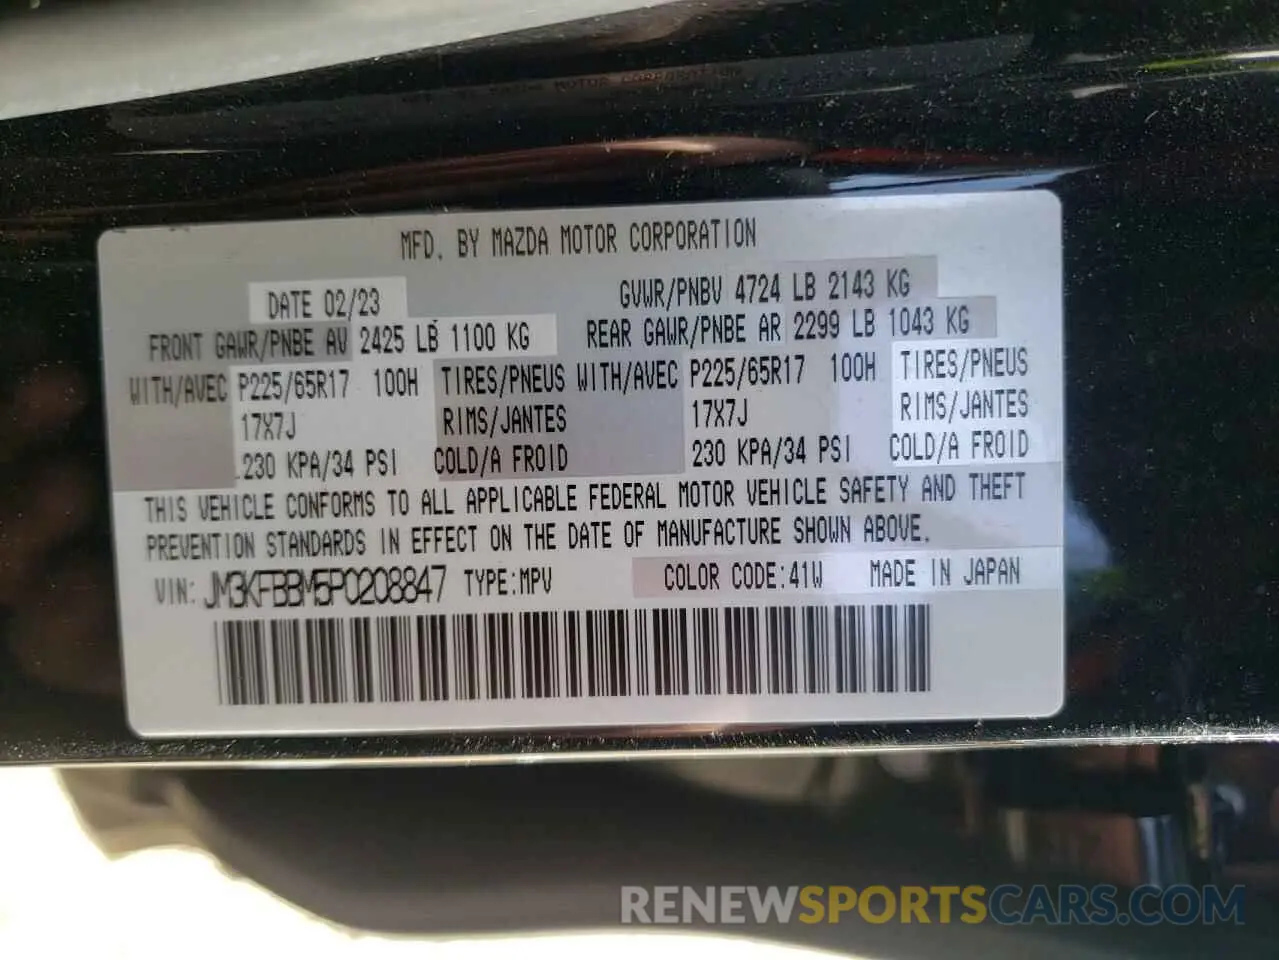 MFD. BY MAZDA MOTOR CORPORATION
DATE 02/23 GVWR/PNBV 4724 LB 2143 KG
FRONT GAWR/PNBE AV 2425 LB 1100 KG REAR GAWR/PNBE AR 2299 LB 1043 KG
WITH/AVEC P225/65R17 100H TIRES/PNEUS WITH/AVEC P225/65R17 100H TIRES/PNEUS
17X7J RIMS/JANTES 17X7J RIMS/JANTES
230 KPA/34 PSI COLD/A FROID 230 KPA/34 PSI COLD/A FROID
THIS VEHICLE CONFORMS TO ALL APPLICABLE FEDERAL MOTOR VEHICLE SAFETY AND THEFT
PREVENTION STANDARDS IN EFFECT ON THE DATE OF MANUFACTURE SHOWN ABOVE.
VIN: JM3KFBBM5P0208847 TYPE:MPV COLOR CODE:41W MADE IN JAPAN
RENEWSPORTSCARS.COM